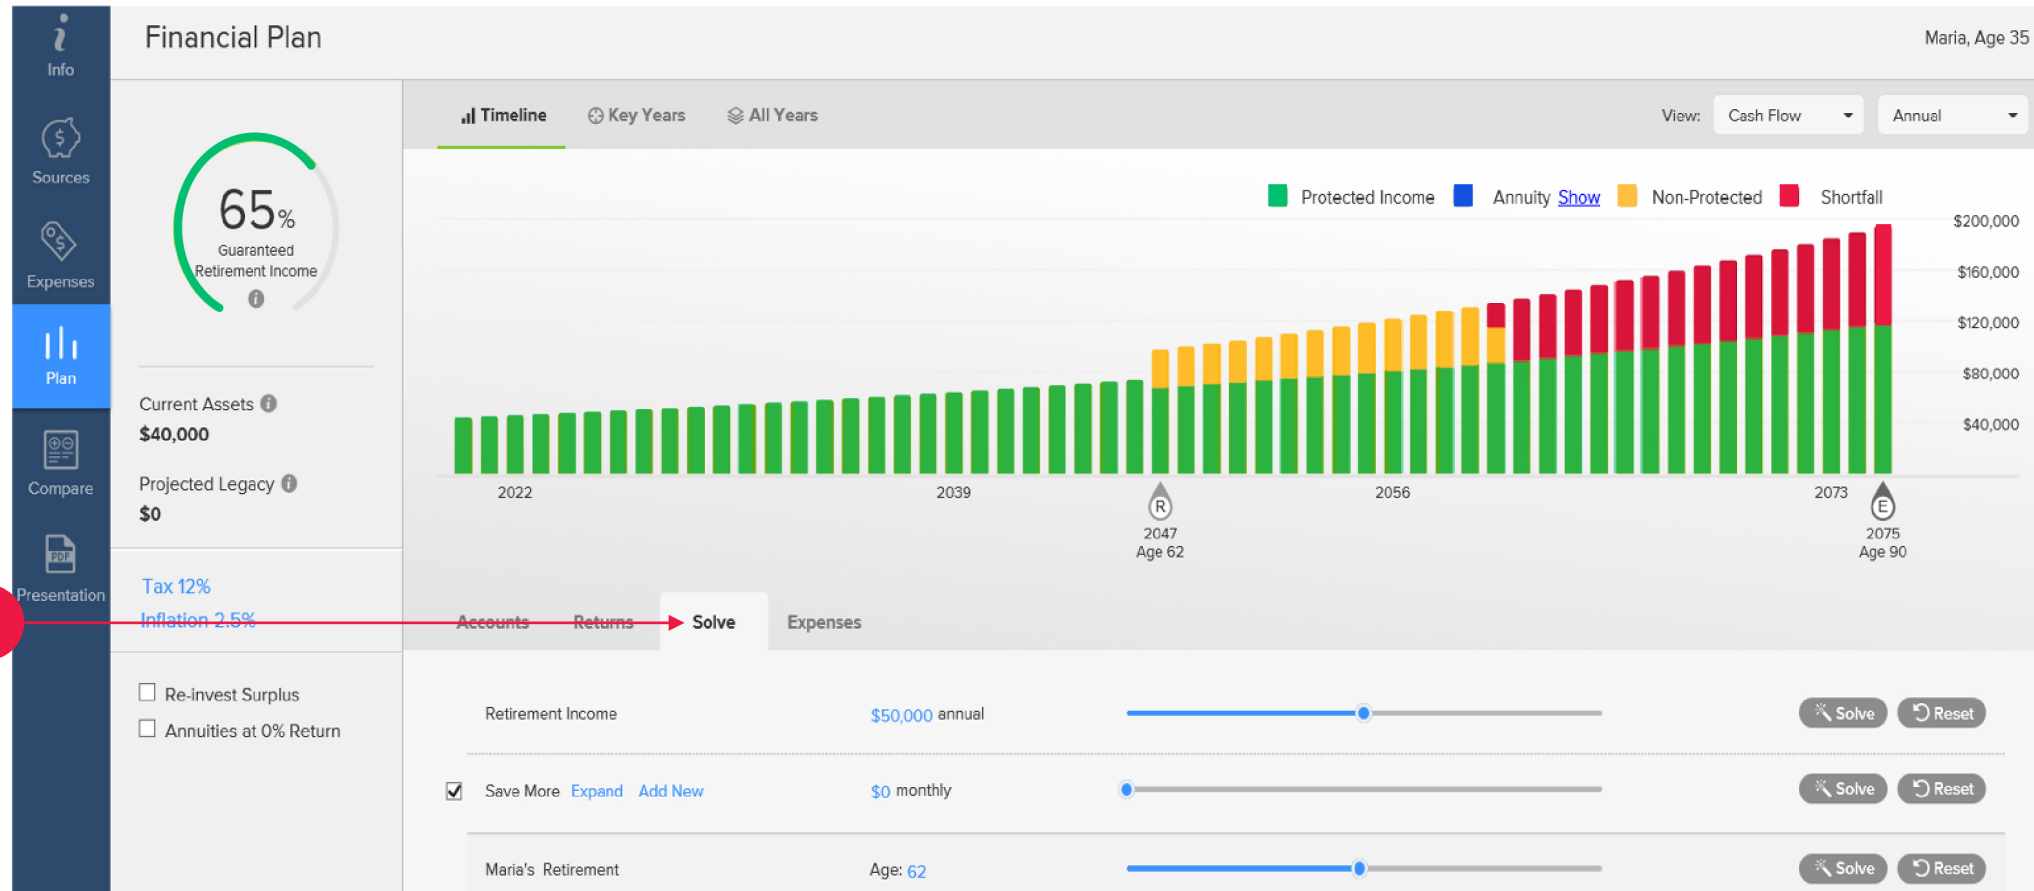 Info
Sources
Expenses
Plan
Compare
PDF
Presentation
Financial Plan
Maria, Age 35
65%
Guaranteed
Retirement Income
Current Assets
$40,000
Projected Legacy
$0
Tax 12%
Inflation 2.5%
Re-invest Surplus
Annuities at 0% Return
Timeline Key Years All Years
View: Cash Flow Annual
Protected Income Annuity Show Non-Protected Shortfall
$200,000
$160,000
$120,000
$80,000
$40,000
2022 2039 2056 2073
R E
2047 2075
Age 62 Age 90
Accounts Returns Solve Expenses
Retirement Income $50,000 annual Solve Reset
Save More Expand Add New $0 monthly Solve Reset
Maria's Retirement Age: 62 Solve Reset